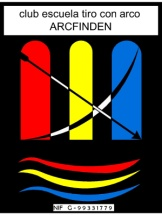 club escuela tiro con arco
ARCFINDEN
NIF G-99331779